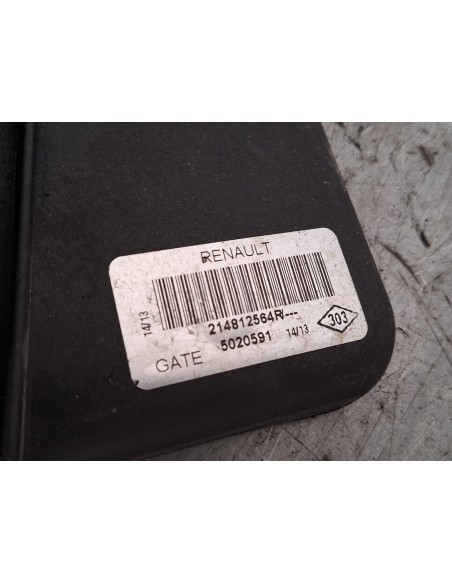 RENAULT
14/13
214812564R---
GATE 5020591 14/13
303